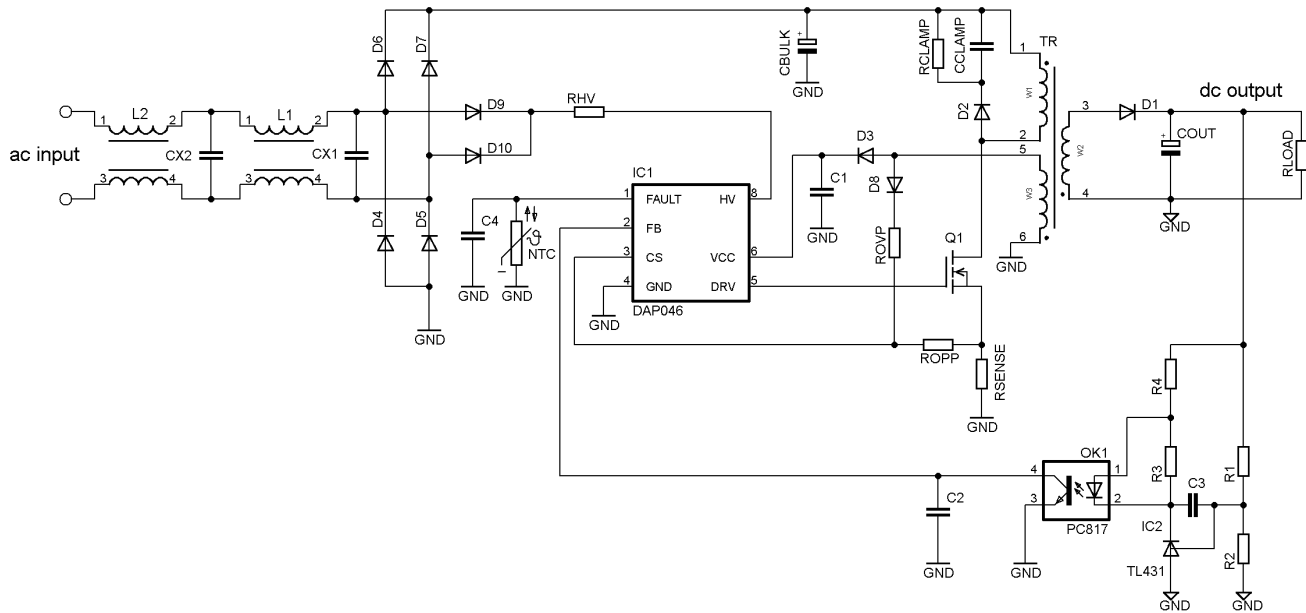 D6
D7
CBULK
+
GND
RCLAMP
CCLAMP
TR
1
W1
2
D2
L2
1 2
3 4
ac input
CX2
L1
1 2
3 4
CX1
D9
D10
RHV
D4
D5
GND
D3
C1
GND
D8
ROVP
5
W3
6
GND
3
W2
4
D1
dc output
+
COUT
GND
RLOAD
C4
GND
ϑ
NTC
GND
IC1
1 FAULT HV 8
2 FB
3 CS VCC 6
4 GND DRV 5
DAP046
GND
Q1
ROPP
RSENSE
GND
R4
R3
R1
OK1
4 1
3 2
PC817
C2
GND
GND
C3
IC2
TL431
GND
R2
GND